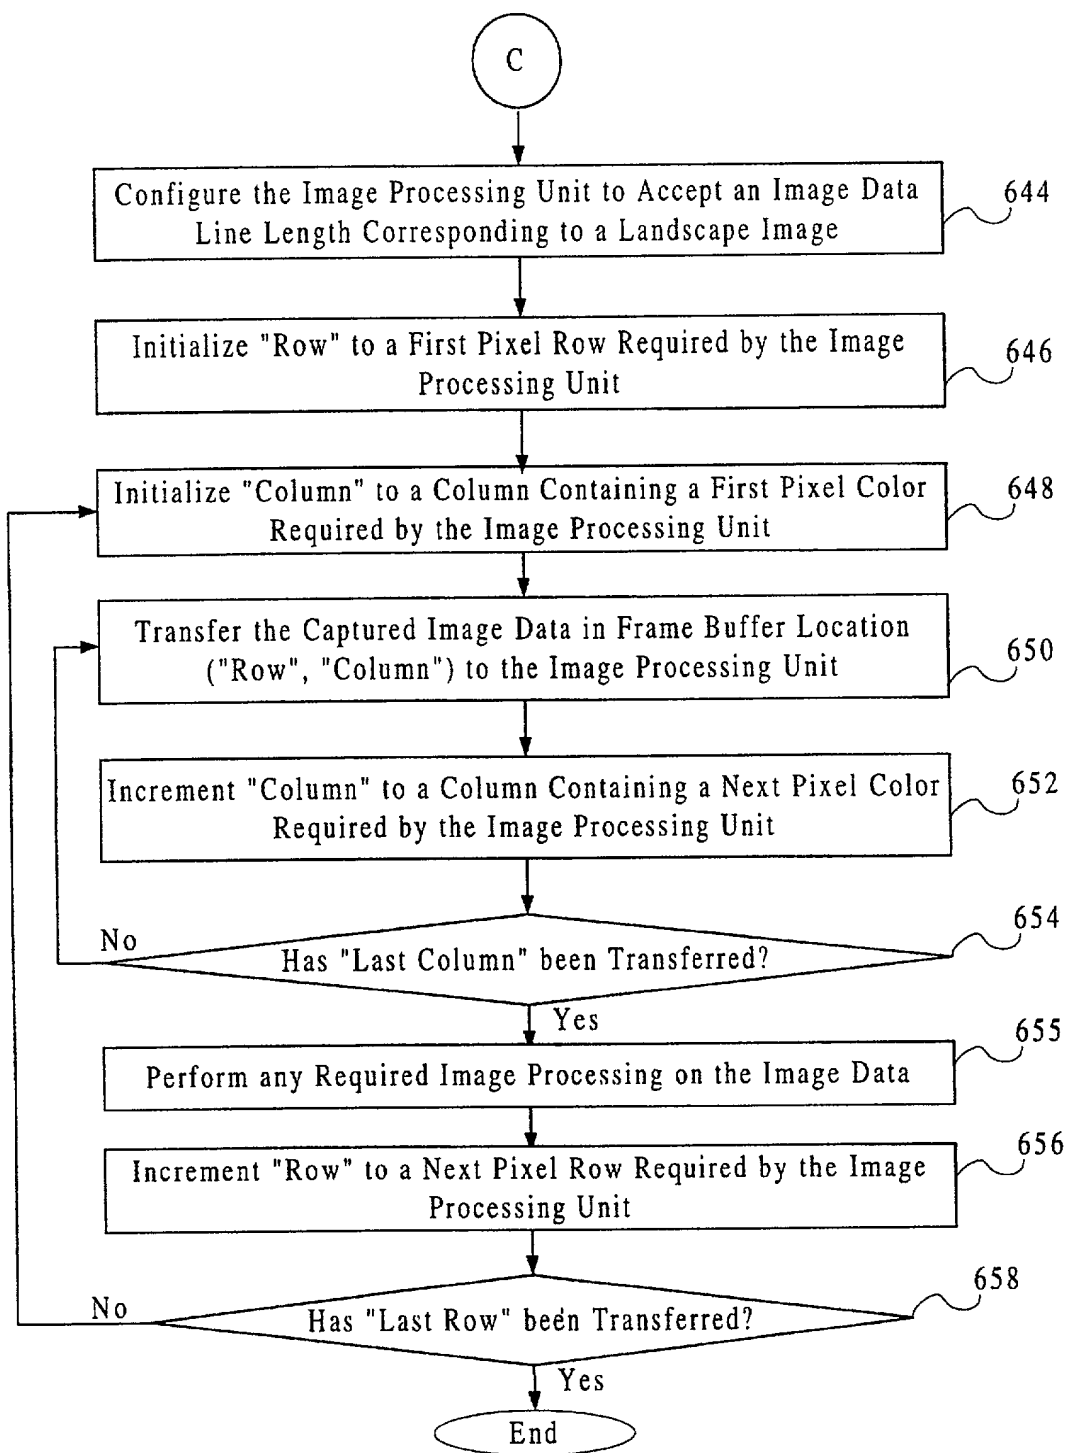 C
Configure the Image Processing Unit to Accept an Image Data
Line Length Corresponding to a Landscape Image
644
Initialize "Row" to a First Pixel Row Required by the Image
Processing Unit
646
Initialize "Column" to a Column Containing a First Pixel Color
Required by the Image Processing Unit
648
Transfer the Captured Image Data in Frame Buffer Location
("Row", "Column") to the Image Processing Unit
650
Increment "Column" to a Column Containing a Next Pixel Color
Required by the Image Processing Unit
652
No
Has "Last Column" been Transferred?
654
Yes
Perform any Required Image Processing on the Image Data
655
Increment "Row" to a Next Pixel Row Required by the Image
Processing Unit
656
No
Has "Last Row" been Transferred?
658
Yes
End